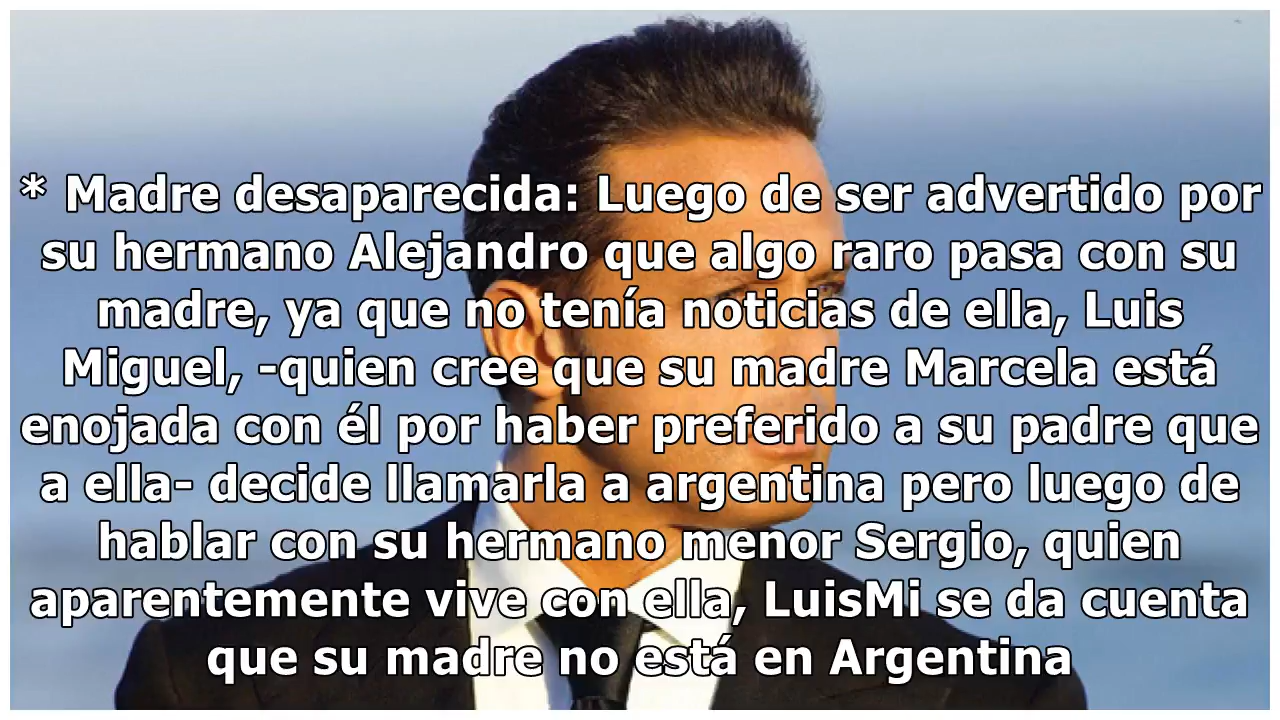 * Madre desaparecida: Luego de ser advertido por
su hermano Alejandro que algo raro pasa con su
madre, ya que no tenía noticias de ella, Luis
Miguel, -quien cree que su madre Marcela está
enojada con él por haber preferido a su padre que
a ella- decide llamarla a argentina pero luego de
hablar con su hermano menor Sergio, quien
aparentemente vive con ella, LuisMi se da cuenta
que su madre no está en Argentina